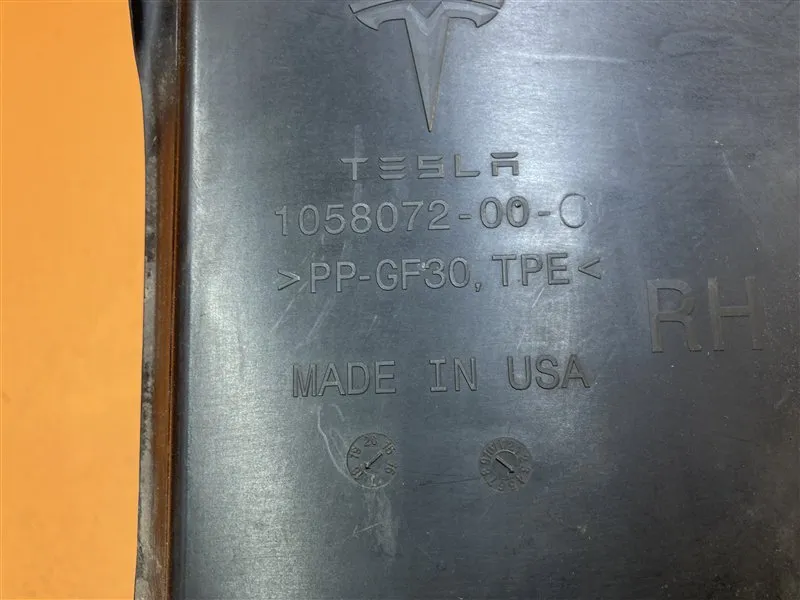 TESLA
1058072-00-C
>PP-GF30, TPE<
RH
MADE IN USA